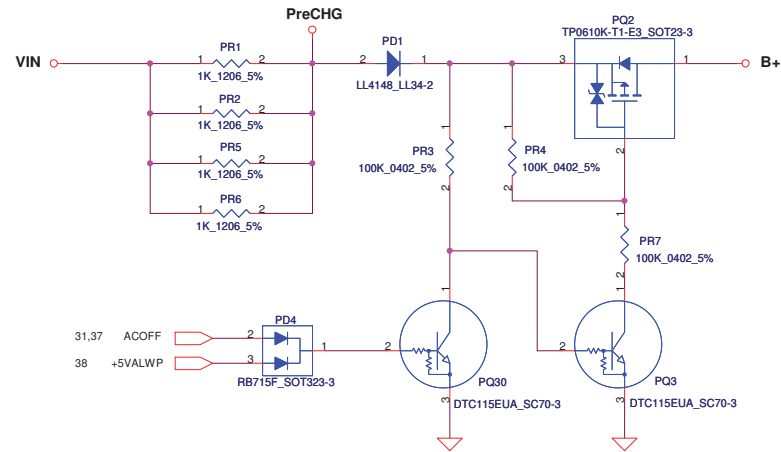 PreCHG
PQ2
TP0610K-T1-E3_SOT23-3
VIN
1 PR1 2
1K_1206_5%
2 PD1 1
LL4148_LL34-2
3
1
B+
1 PR2 2
1K_1206_5%
1 PR5 2
1K_1206_5%
1 PR6 2
1K_1206_5%
1
PR3
100K_0402_5%
2
1
PR4
100K_0402_5%
2
2
1
PR7
100K_0402_5%
2
31,37 ACOFF
38 +5VALWP
PD4
2
3
1
RB715F_SOT323-3
1
2
PQ30
3
DTC115EUA_SC70-3
1
2
PQ3
3
DTC115EUA_SC70-3